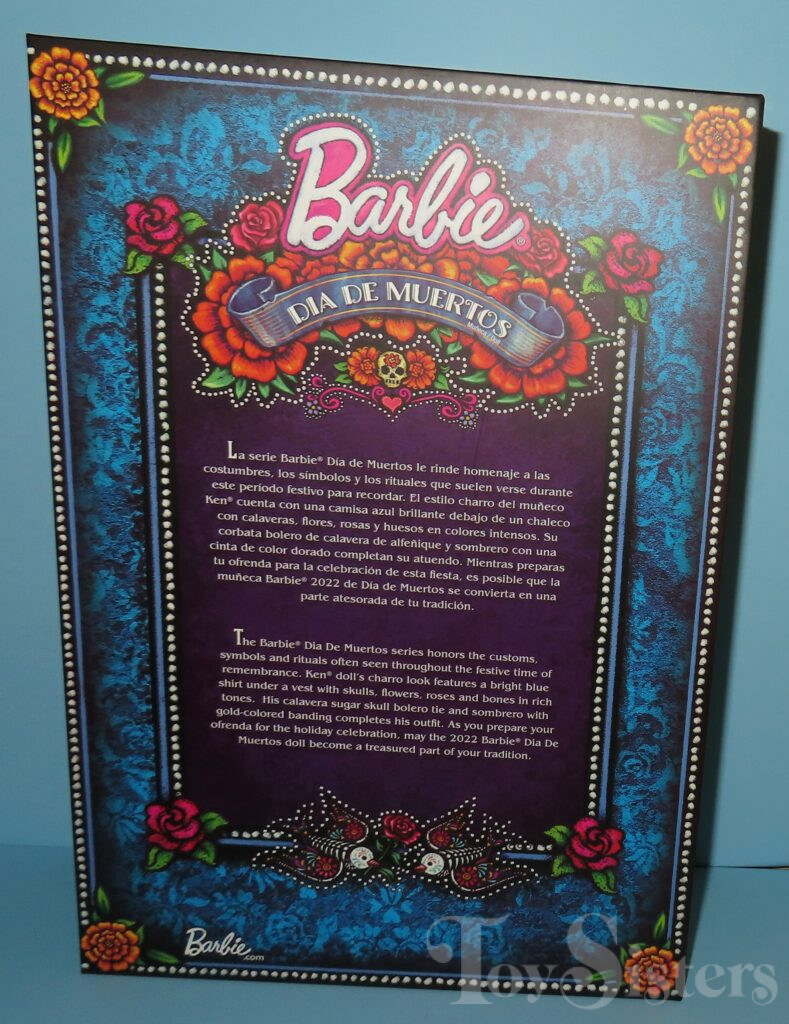 Barbie®
DIA DE MUERTOS
Muñeca / Doll
La serie Barbie® Día de Muertos le rinde homenaje a las
costumbres, los símbolos y los rituales que suelen verse durante
este período festivo para recordar. El estilo charro del muñeco
Ken® cuenta con una camisa azul brillante debajo de un chaleco
con calaveras, flores, rosas y huesos en colores intensos. Su
corbata bolero de calavera de alfeñique y sombrero con una
cinta de color dorado completan su atuendo. Mientras preparas
tu ofrenda para la celebración de esta fiesta, es posible que la
muñeca Barbie® 2022 de Día de Muertos se convierta en una
parte atesorada de tu tradición.
The Barbie® Dia De Muertos series honors the customs,
symbols and rituals often seen throughout the festive time of
remembrance. Ken® doll's charro look features a bright blue
shirt under a vest with skulls, flowers, roses and bones in rich
tones. His calavera sugar skull bolero tie and sombrero with
gold-colored banding completes his outfit. As you prepare your
ofrenda for the holiday celebration, may the 2022 Barbie® Dia De
Muertos doll become a treasured part of your tradition.
Barbie.com
ToySisters